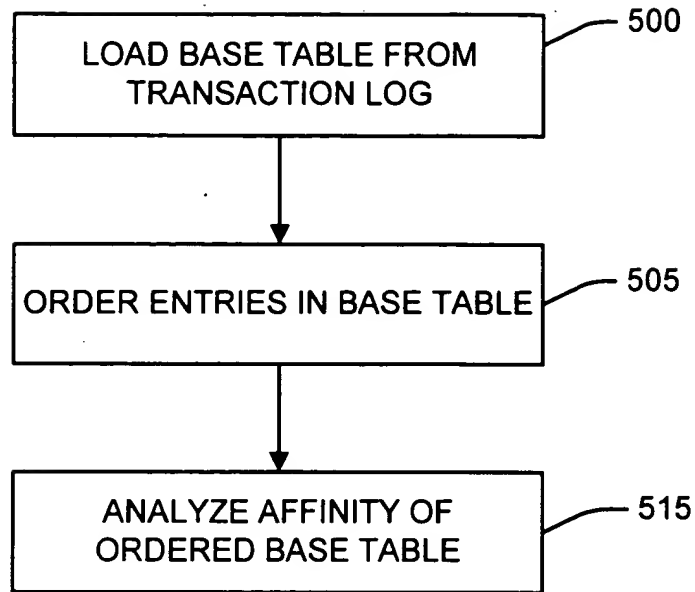 500
LOAD BASE TABLE FROM
TRANSACTION LOG
505
ORDER ENTRIES IN BASE TABLE
515
ANALYZE AFFINITY OF
ORDERED BASE TABLE